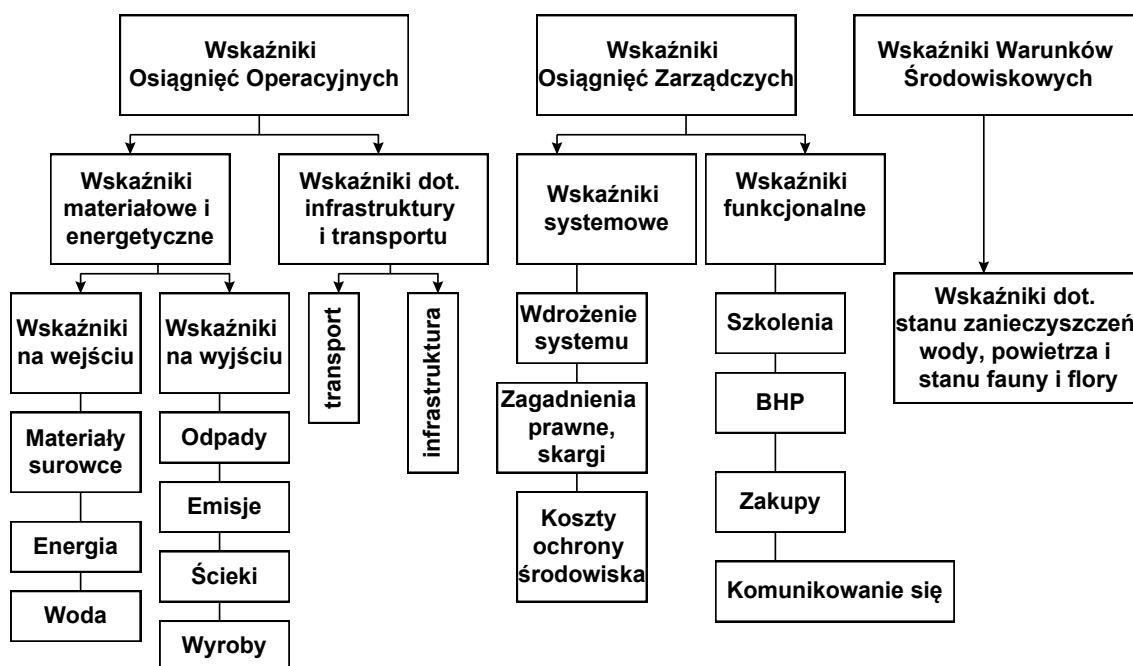 Wskaźniki
Osiągnięć Operacyjnych
Wskaźniki
Osiągnięć Zarządczych
Wskaźniki Warunków
Środowiskowych
Wskaźniki
materiałowe i
energetyczne
Wskaźniki dot.
infrastruktury
i transportu
Wskaźniki
systemowe
Wskaźniki
funkcjonalne
Wskaźniki
na wejściu
Wskaźniki
na wyjściu
transport
infrastruktura
Wdrożenie
systemu
Szkolenia
Wskaźniki dot.
stanu zanieczyszczeń
wody, powietrza i
stanu fauny i flory
Materiały
surowce
Odpady
Zagadnienia
prawne,
skargi
BHP
Energia
Emisje
Koszty
ochrony
środowiska
Zakupy
Woda
Ścieki
Komunikowanie się
Wyroby